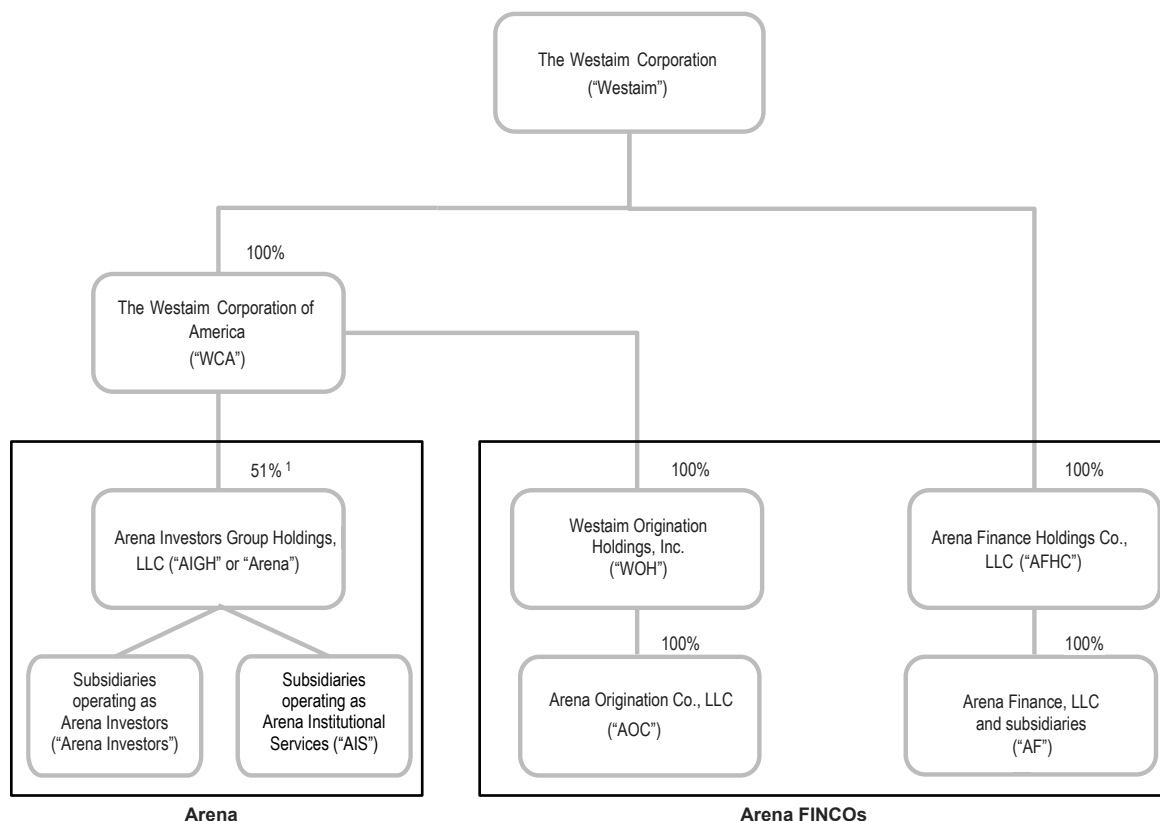 The Westaim Corporation
(“Westaim”)
100%
The Westaim Corporation of
America
(“WCA”)
51% 1
100%
100%
Arena Investors Group Holdings,
LLC (“AIGH” or “Arena”)
Westaim Origination
Holdings, Inc.
(“WOH”)
Arena Finance Holdings Co.,
LLC (“AFHC”)
100%
100%
Subsidiaries
operating as
Arena Investors
(“Arena Investors”)
Subsidiaries
operating as
Arena Institutional
Services (“AIS”)
Arena Origination Co., LLC
(“AOC”)
Arena Finance, LLC
and subsidiaries
(“AF”)
Arena
Arena FINCOs